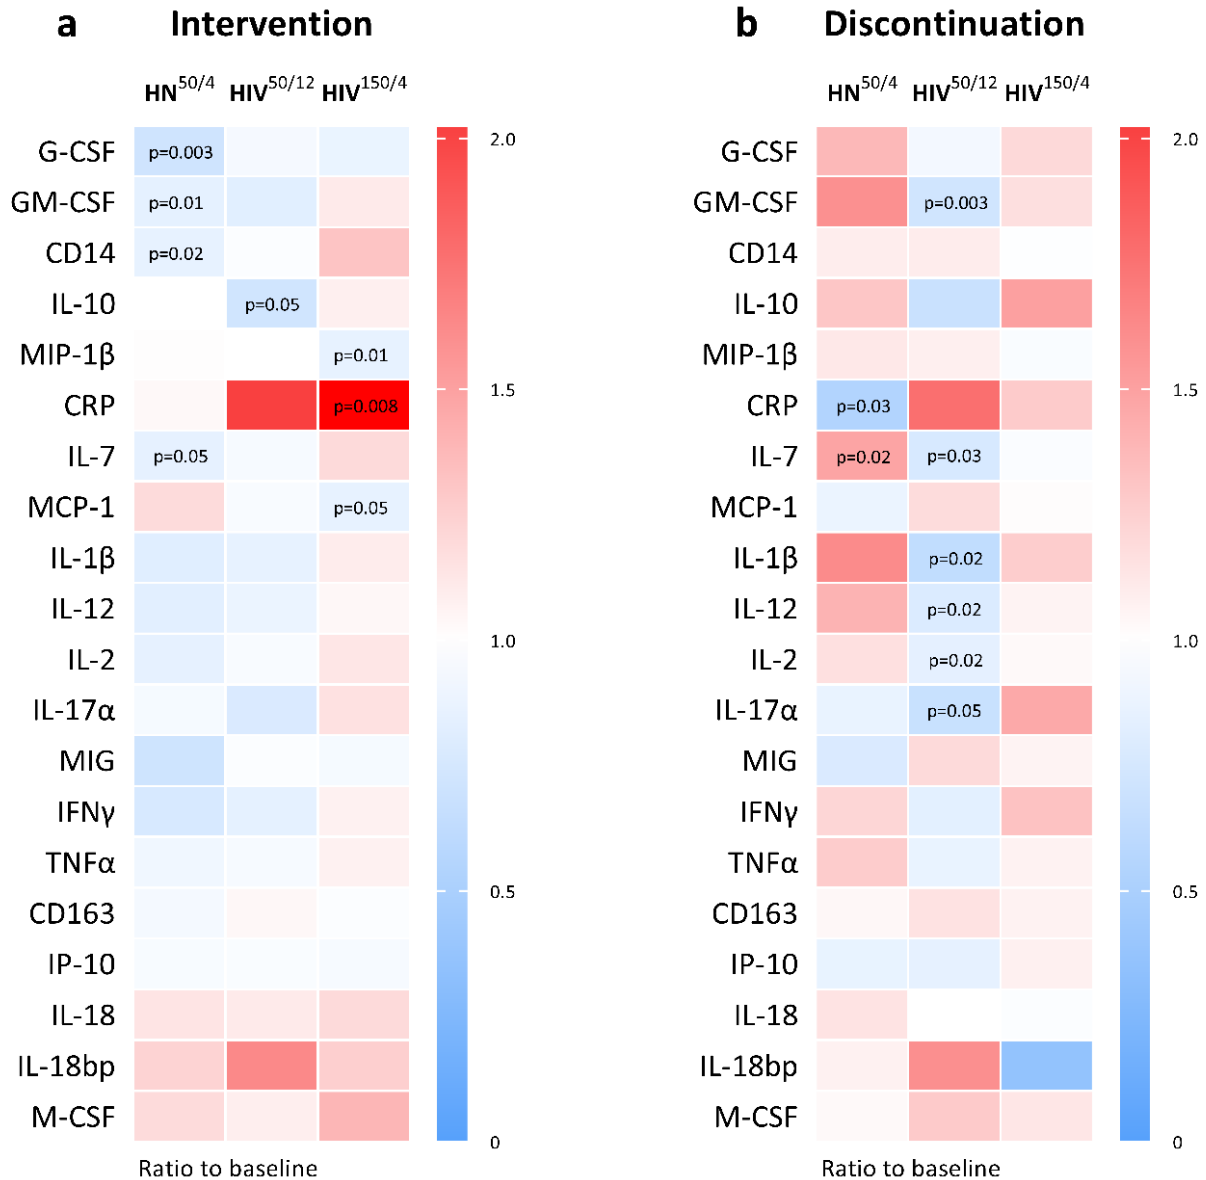 a Intervention
HN50/4 HIV50/12 HIV150/4
G-CSF p=0.003
GM-CSF p=0.01
CD14 p=0.02
IL-10 p=0.05
MIP-1β p=0.01
CRP p=0.008
IL-7 p=0.05
MCP-1 p=0.05
IL-1β
IL-12
IL-2
IL-17α
MIG
IFNγ
TNFα
CD163
IP-10
IL-18
IL-18bp
M-CSF
2.0
1.5
1.0
0.5
0
Ratio to baseline
b Discontinuation
HN50/4 HIV50/12 HIV150/4
G-CSF
GM-CSF p=0.003
CD14
IL-10
MIP-1β
CRP p=0.03
IL-7 p=0.02 p=0.03
MCP-1
IL-1β p=0.02
IL-12 p=0.02
IL-2 p=0.02
IL-17α p=0.05
MIG
IFNγ
TNFα
CD163
IP-10
IL-18
IL-18bp
M-CSF
2.0
1.5
1.0
0.5
0
Ratio to baseline